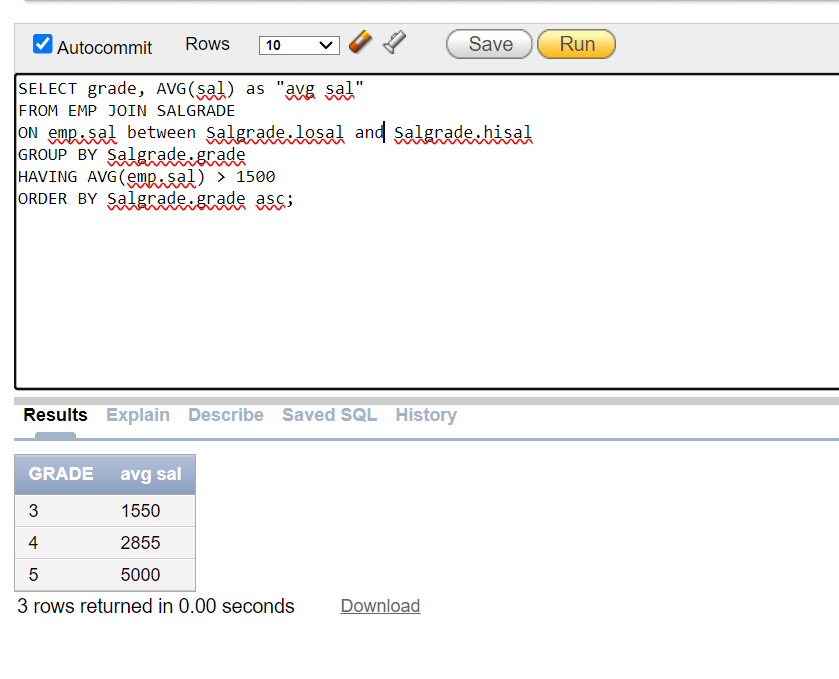 Autocommit Rows 10 Save Run
SELECT grade, AVG(sal) as "avg sal"
FROM EMP JOIN SALGRADE
ON emp.sal between Salgrade.losal and Salgrade.hisal
GROUP BY Salgrade.grade
HAVING AVG(emp.sal) > 1500
ORDER BY Salgrade.grade asc;
Results Explain Describe Saved SQL History
GRADE avg sal
3 1550
4 2855
5 5000
3 rows returned in 0.00 seconds Download